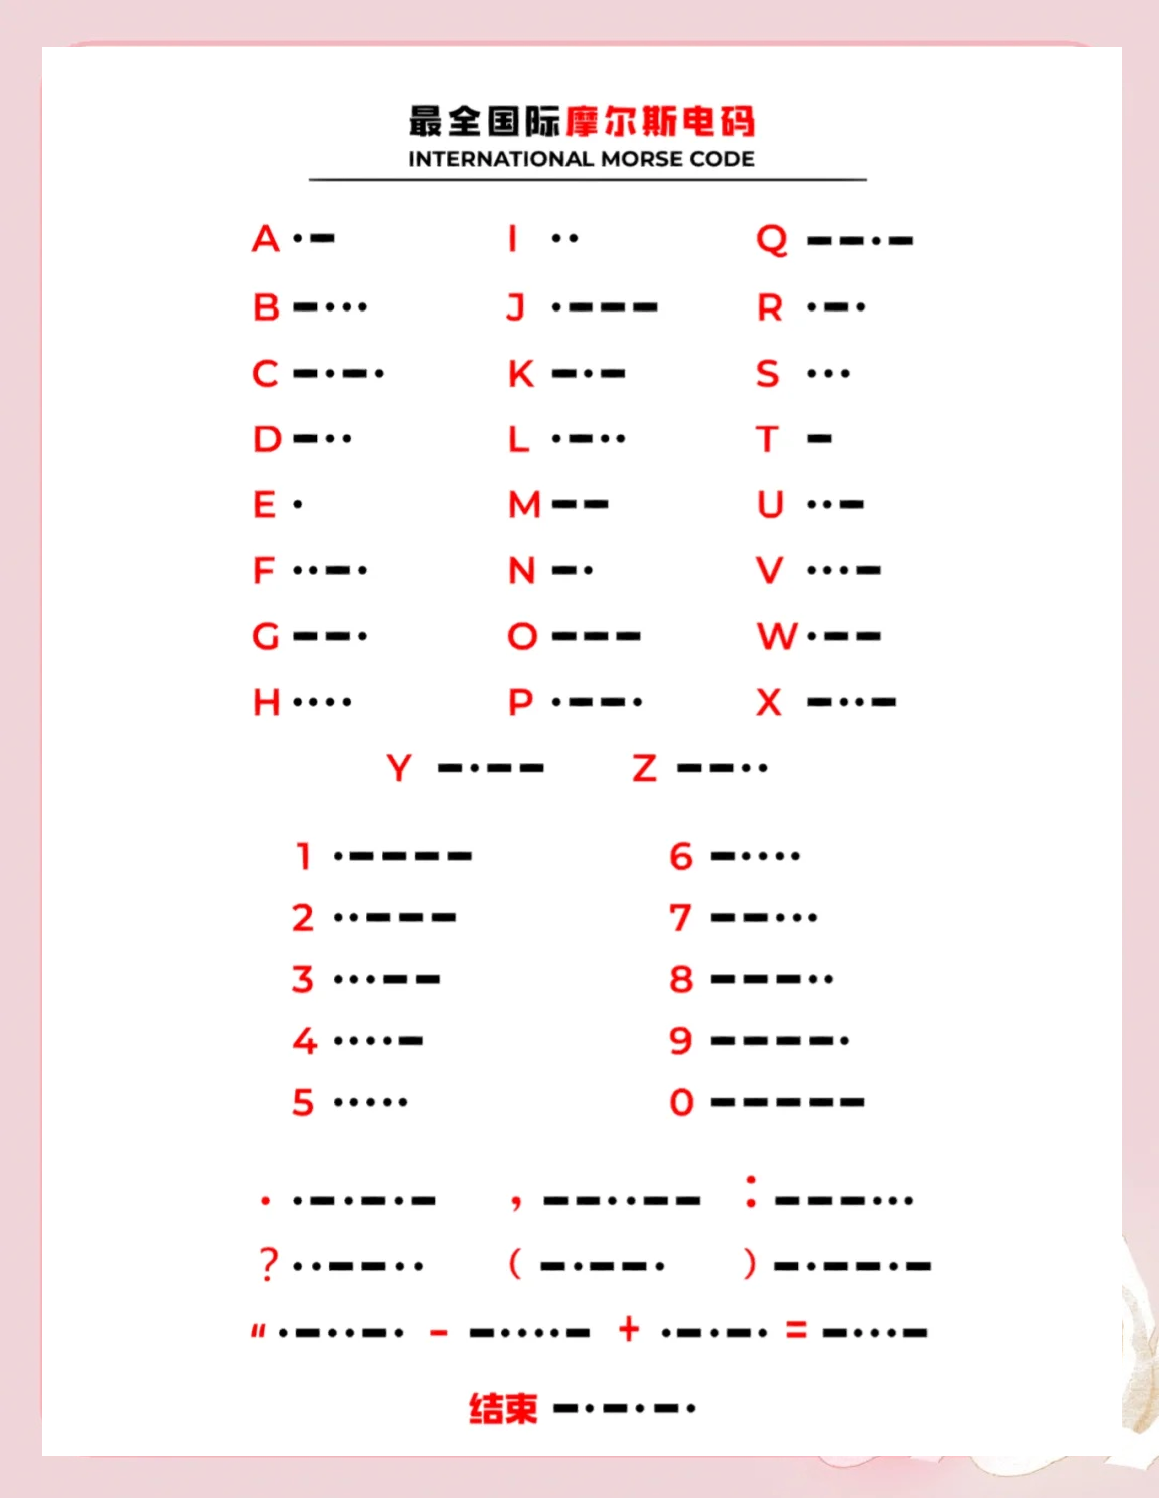 最全国际摩尔斯电码
INTERNATIONAL MORSE CODE
A ·− I ·· Q −−·−
B −··· J ·−−− R ·−·
C −·−· K −·− S ···
D −·· L ·−·· T −
E · M −− U ··−
F ··−· N −· V ···−
G −−· O −−− W ·−−
H ···· P ·−−· X −··−
Y −·−− Z −−··
1 ·−−−− 6 −····
2 ··−−− 7 −−···
3 ···−− 8 −−−··
4 ····− 9 −−−−·
5 ····· 0 −−−−−
. ·−·−·− , −−··−− : −−−···
? ··−−·· ( −·−−· ) −·−−·−
" ·−··−· - −····− + ·−·−· = −···−
结束 −·−·−·